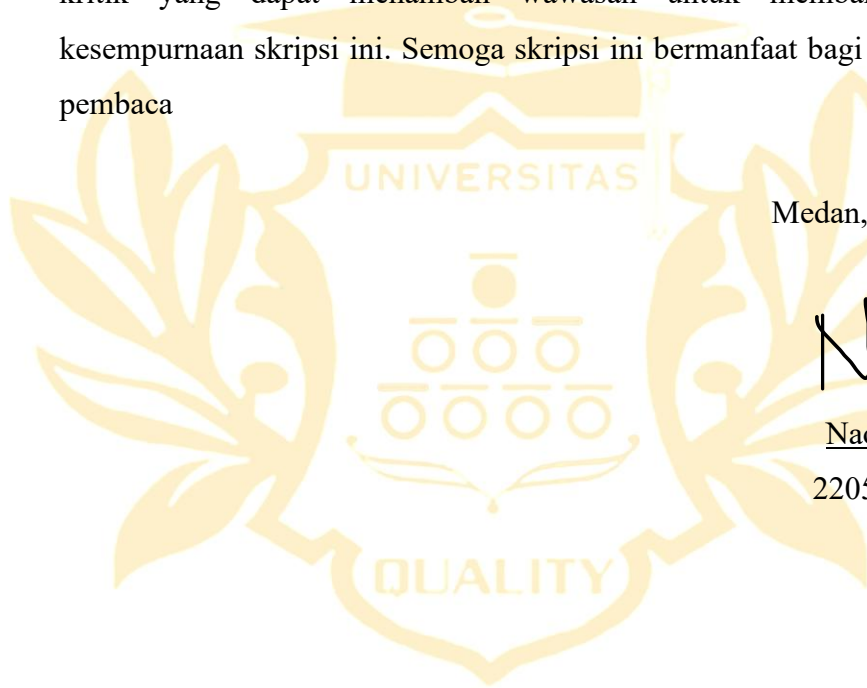 kritik yang dapat menambah wawasan untuk
kesempurnaan skripsi ini. Semoga skripsi ini bermanfaat bagi
pembaca
UNIVERSITAS
Medan,
QUALITY